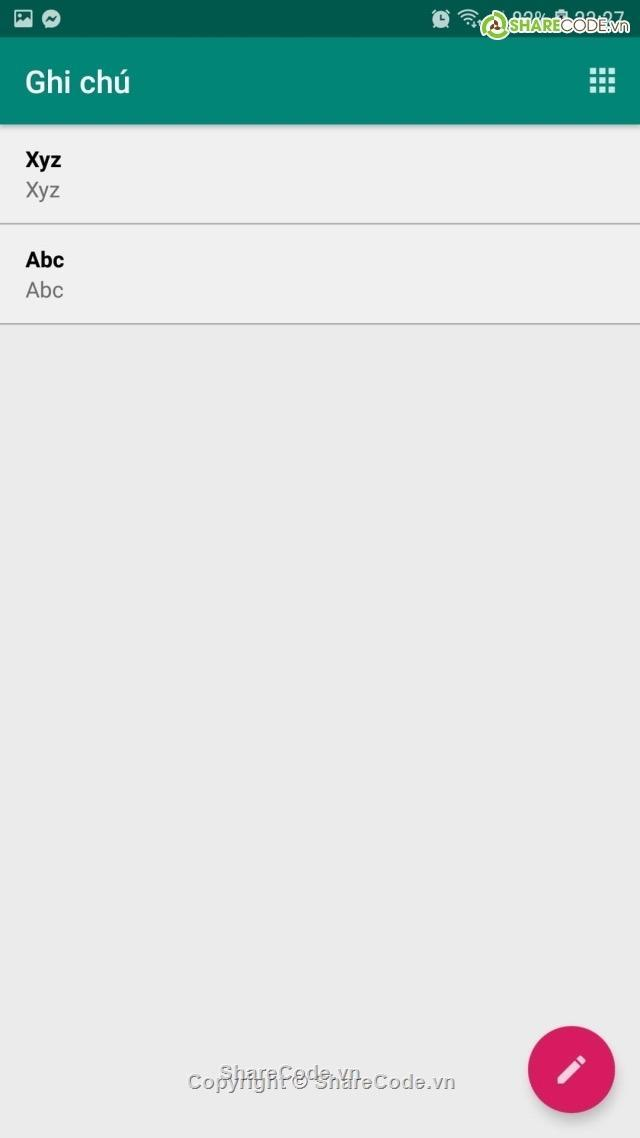 SHARECODE.vn
Ghi chú
Xyz
Xyz
Abc
Abc
ShareCode.vn
Copyright © ShareCode.vn